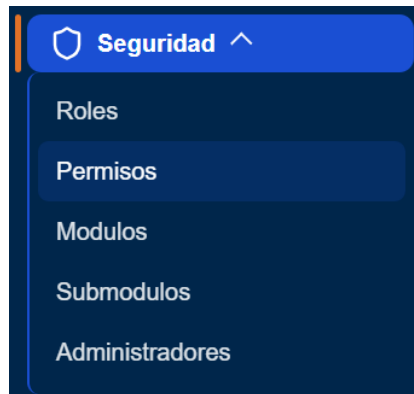 Seguridad
Roles
Permisos
Modulos
Submodulos
Administradores